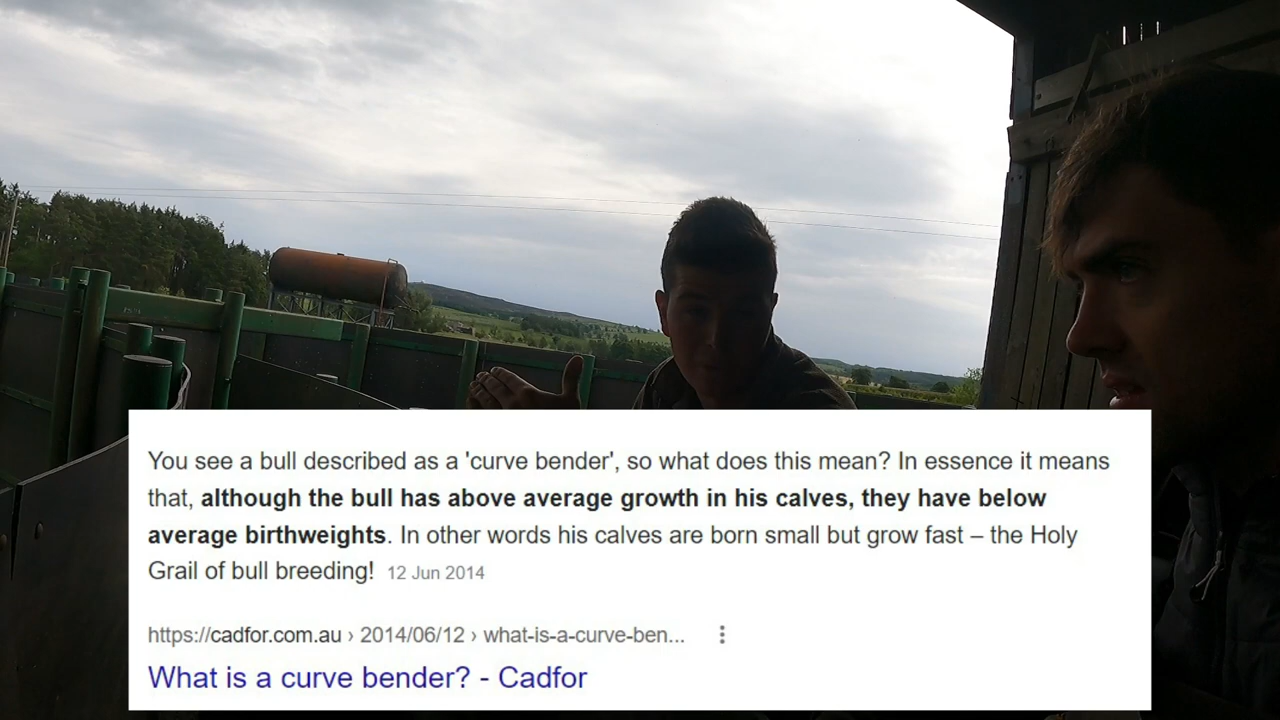 You see a bull described as a 'curve bender', so what does this mean? In essence it means
that, although the bull has above average growth in his calves, they have below
average birthweights. In other words his calves are born small but grow fast – the Holy
Grail of bull breeding! 12 Jun 2014
https://cadfor.com.au › 2014/06/12 › what-is-a-curve-ben...
What is a curve bender? - Cadfor